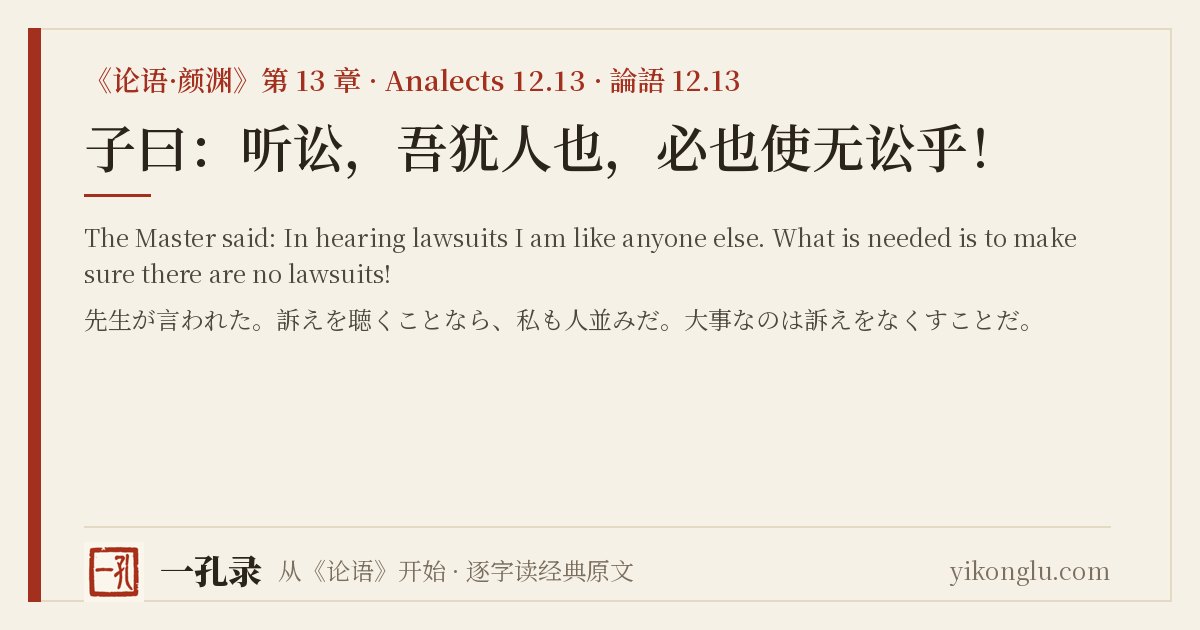 《论语·颜渊》第 13 章 · Analects 12.13 · 論語 12.13
子曰：听讼，吾犹人也，必也使无讼乎！
The Master said: In hearing lawsuits I am like anyone else. What is needed is to make
sure there are no lawsuits!
先生が言われた。訴えを聴くことなら、私も人並みだ。大事なのは訴えをなくすことだ。
一孔
一孔录 从《论语》开始 · 逐字读经典原文 yikonglu.com